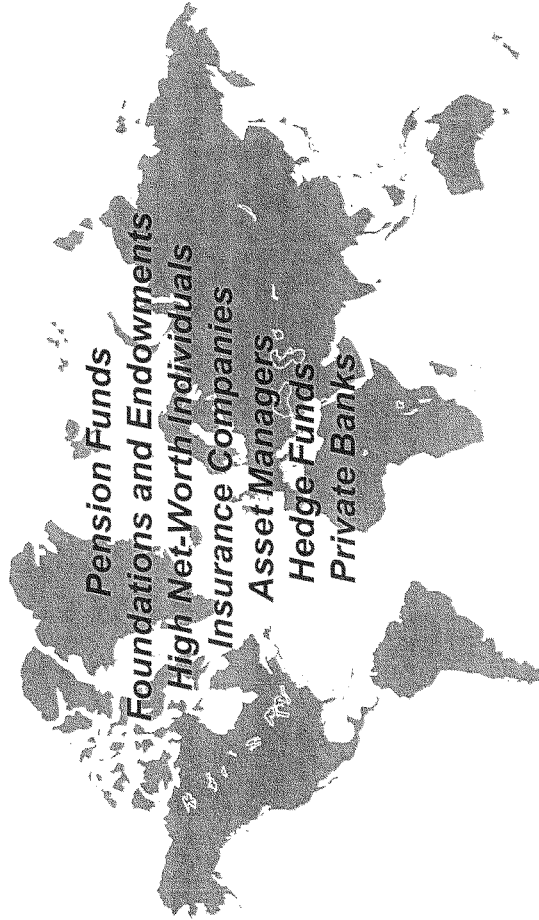 Pension Funds
Foundations and Endowments
High Net-Worth Individuals
Insurance Companies
Asset Managers
Hedge Funds
Private Banks